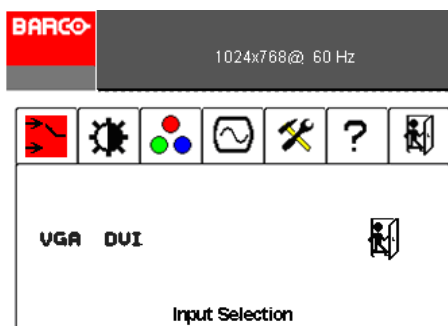 BARCO
1024x768@ 60 Hz
?
VGA DVI
Input Selection